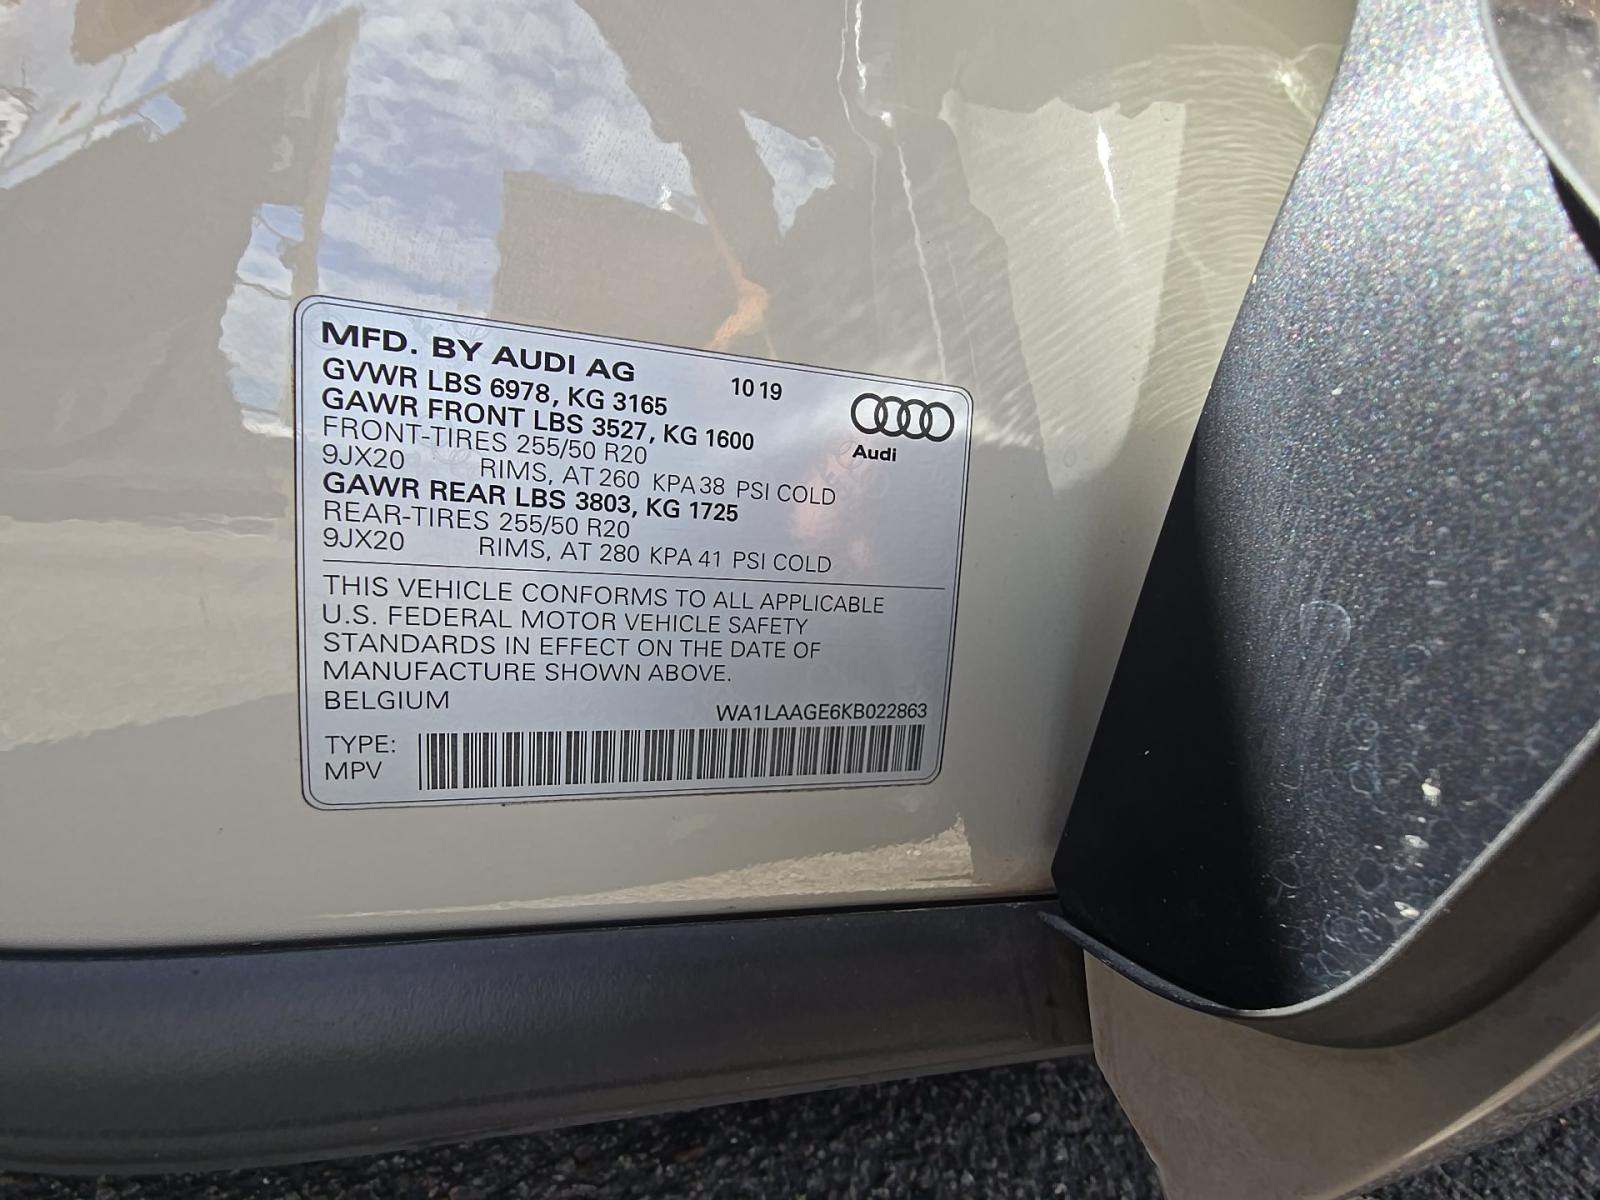 MFD. BY AUDI AG
10 19
GVWR LBS 6978, KG 3165
GAWR FRONT LBS 3527, KG 1600
FRONT-TIRES 255/50 R20
9JX20 RIMS, AT 260 KPA 38 PSI COLD
GAWR REAR LBS 3803, KG 1725
REAR-TIRES 255/50 R20
9JX20 RIMS, AT 280 KPA 41 PSI COLD
Audi
THIS VEHICLE CONFORMS TO ALL APPLICABLE
U.S. FEDERAL MOTOR VEHICLE SAFETY
STANDARDS IN EFFECT ON THE DATE OF
MANUFACTURE SHOWN ABOVE.
BELGIUM
WA1LAAGE6KB022863
TYPE:
MPV